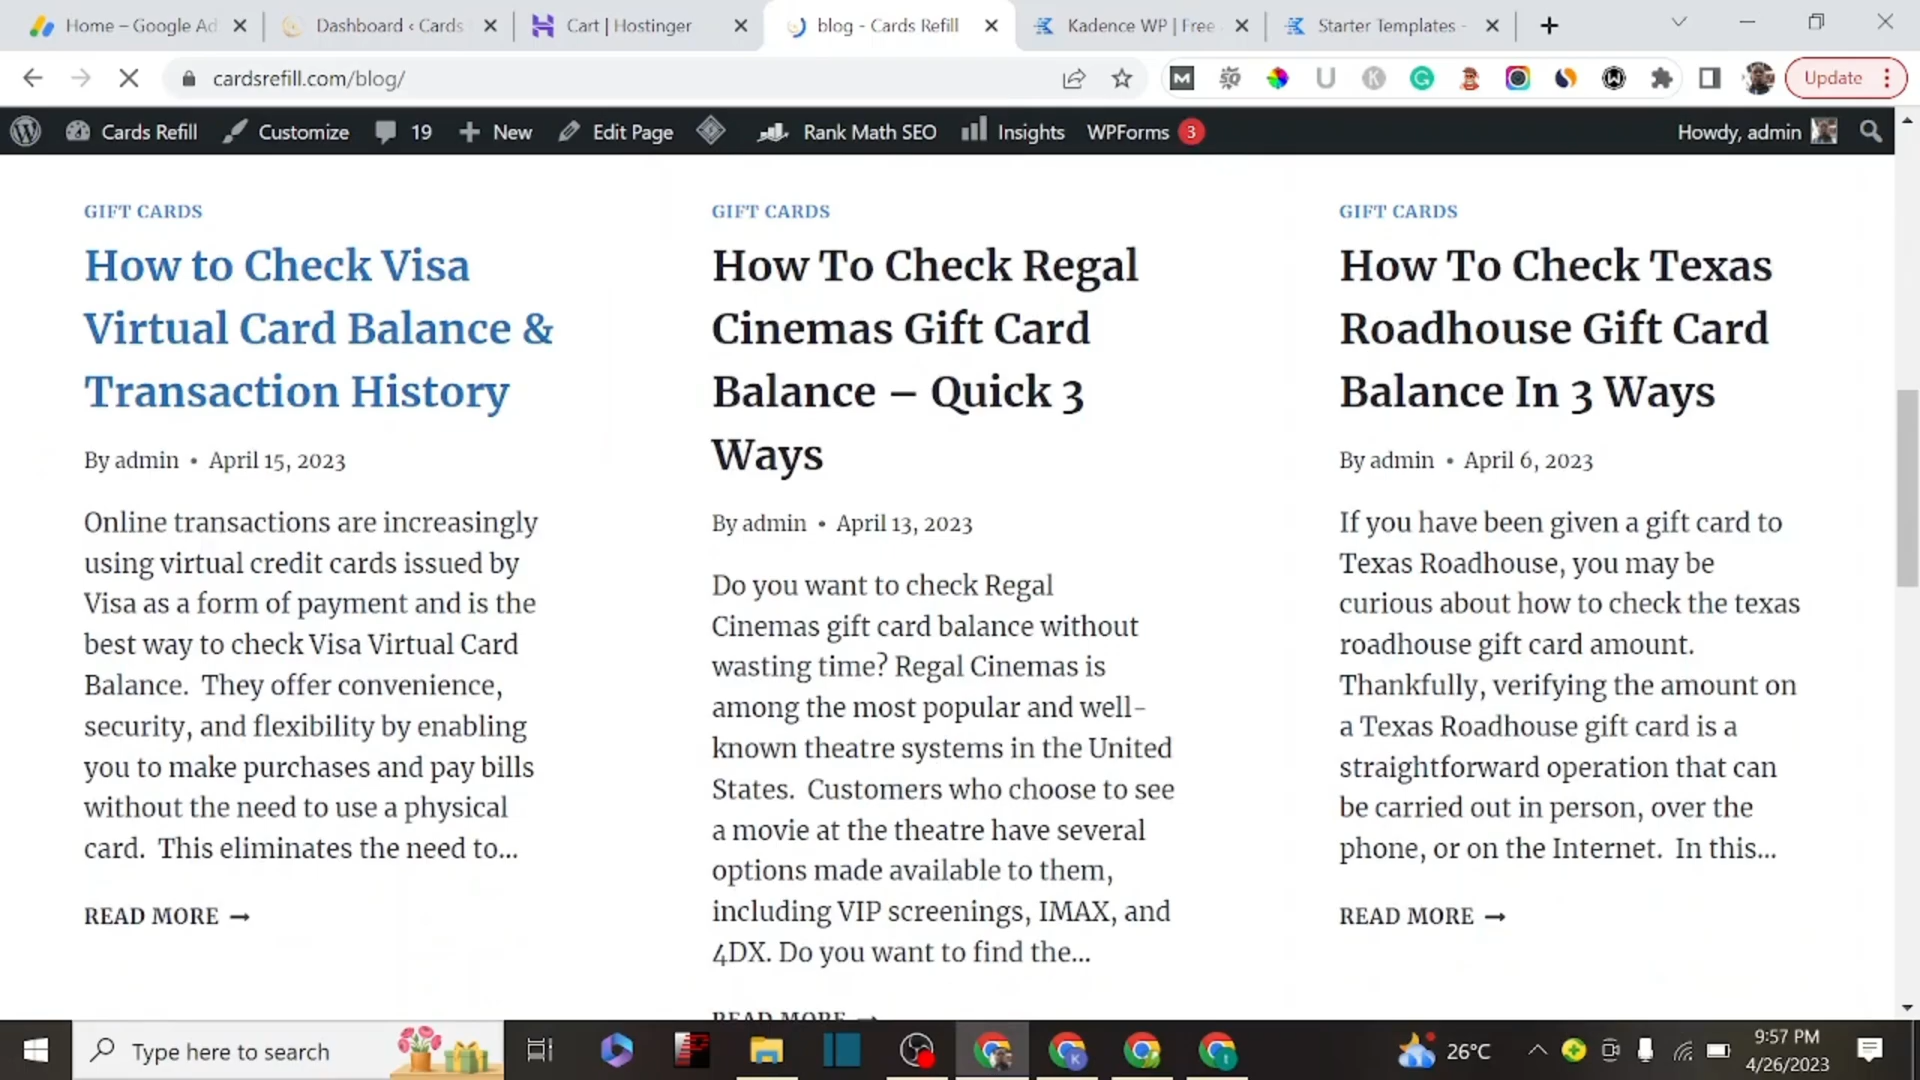 Home – Google Ad
Dashboard ‹ Cards
Cart | Hostinger
blog - Cards Refill
Kadence WP | Free
Starter Templates -
cardsrefill.com/blog/
Update
Cards Refill
Customize
19
New
Edit Page
Rank Math SEO
Insights
WPForms 3
Howdy, admin
GIFT CARDS
How to Check Visa
Virtual Card Balance &
Transaction History
By admin • April 15, 2023
Online transactions are increasingly
using virtual credit cards issued by
Visa as a form of payment and is the
best way to check Visa Virtual Card
Balance. They offer convenience,
security, and flexibility by enabling
you to make purchases and pay bills
without the need to use a physical
card. This eliminates the need to...
READ MORE →
GIFT CARDS
How To Check Regal
Cinemas Gift Card
Balance – Quick 3
Ways
By admin • April 13, 2023
Do you want to check Regal
Cinemas gift card balance without
wasting time? Regal Cinemas is
among the most popular and well-
known theatre systems in the United
States. Customers who choose to see
a movie at the theatre have several
options made available to them,
including VIP screenings, IMAX, and
4DX. Do you want to find the...
READ MORE →
GIFT CARDS
How To Check Texas
Roadhouse Gift Card
Balance In 3 Ways
By admin • April 6, 2023
If you have been given a gift card to
Texas Roadhouse, you may be
curious about how to check the texas
roadhouse gift card amount.
Thankfully, verifying the amount on
a Texas Roadhouse gift card is a
straightforward operation that can
be carried out in person, over the
phone, or on the Internet. In this...
READ MORE →
Type here to search
26°C
9:57 PM
4/26/2023